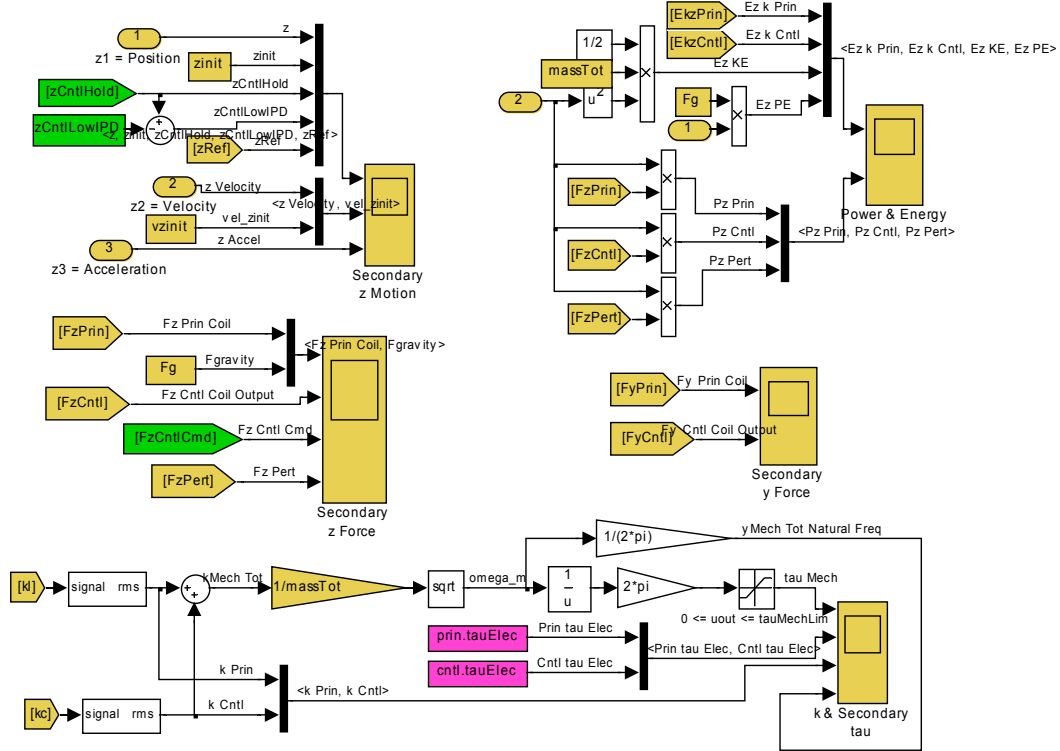 1
z
z1 = Position
zinit
zinit
[zCntlHold]
zCntlHold
zCntlLowIPD
zCntlLowIPD
<z, zinit, zCntlHold, zCntlLowIPD, zRef>
[zRef]
zRef
2
z Velocity
z2 = Velocity
<z Velocity, vel_zinit>
vzinit
vel_zinit
3
z Accel
z3 = Acceleration
Secondary
z Motion
[EkzPrin]
Ez k Prin
[EkzCntl]
Ez k Cntl
<Ez k Prin, Ez k Cntl, Ez KE, Ez PE>
1/2
massTot
×
Ez KE
2
u
2
Fg
×
Ez PE
1
Power & Energy
[FzPrin]
×
Pz Prin
<Pz Prin, Pz Cntl, Pz Pert>
[FzCntl]
×
Pz Cntl
[FzPert]
×
Pz Pert
[FzPrin]
Fz Prin Coil
<Fz Prin Coil, Fgravity>
Fg
Fgravity
[FzCntl]
Fz Cntl Coil Output
[FzCntlCmd]
Fz Cntl Cmd
[FzPert]
Fz Pert
Secondary
z Force
[FyPrin]
Fy Prin Coil
[FyCntl]
Fy Cntl Coil Output
Secondary
y Force
1/(2*pi)
yMech Tot Natural Freq
[kl]
signal rms
kMech Tot
1/massTot
sqrt
omega_m
1
u
2*pi
tau Mech
0 <= uout <= tauMechLim
prin.tauElec
Prin tau Elec
<Prin tau Elec, Cntl tau Elec>
cntl.tauElec
Cntl tau Elec
k Prin
<k Prin, k Cntl>
[kc]
signal rms
k Cntl
k & Secondary
tau